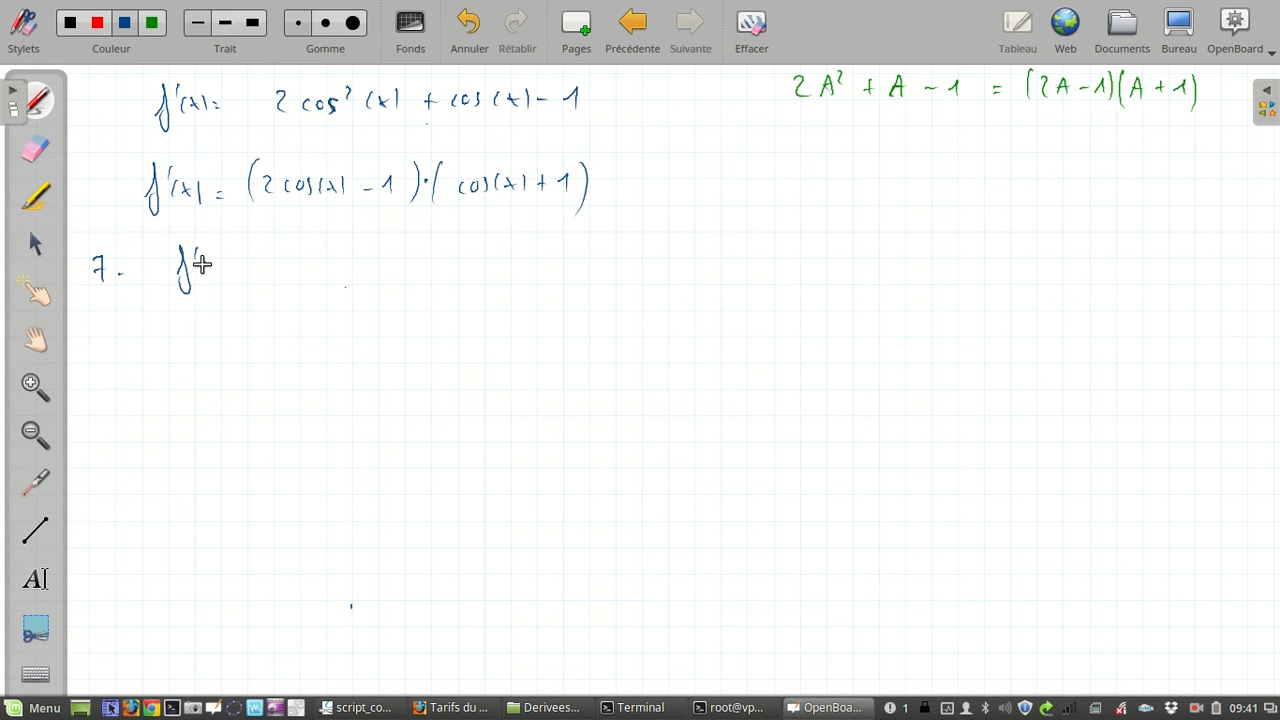 Stylets Couleur Trait Gomme Fonds Annuler Rétablir Pages Précédente Suivante Effacer Tableau Web Documents Bureau OpenBoard
f'(x) = 2 cos²(x) + cos(x) - 1
2A² + A - 1 = (2A - 1)(A + 1)
f'(x) = (2 cos(x) - 1)·(cos(x) + 1)
7. f'
A
Menu script_co... Tarifs du ... Derivees... Terminal root@vp... OpenBoa... 1 09:41